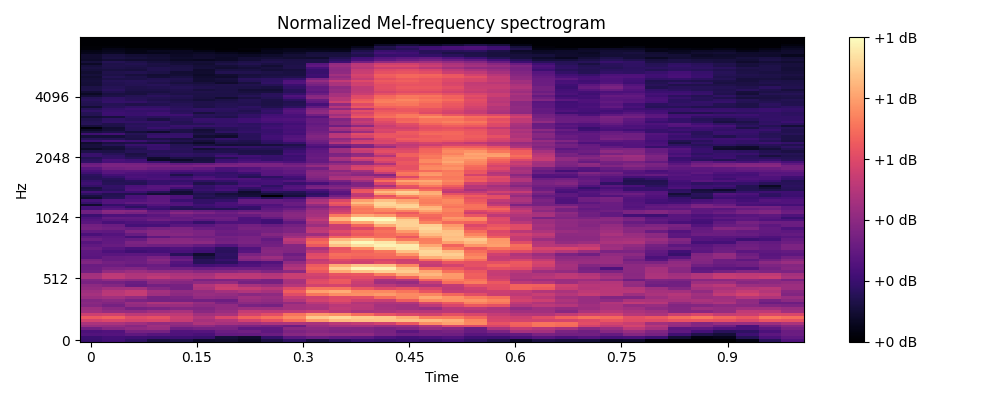 Normalized Mel-frequency spectrogram
Hz
4096
2048
1024
512
0
0 0.15 0.3 0.45 0.6 0.75 0.9
Time
+1 dB
+1 dB
+1 dB
+0 dB
+0 dB
+0 dB